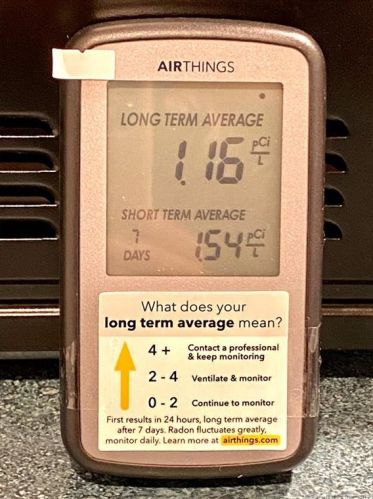 AIRTHINGS
LONG TERM AVERAGE
1.16 pCi/L
SHORT TERM AVERAGE
7 DAYS 1.54 pCi/L
What does your
long term average mean?
4 + Contact a professional
& keep monitoring
2 - 4 Ventilate & monitor
0 - 2 Continue to monitor
First results in 24 hours, long term average
after 7 days. Radon fluctuates greatly,
monitor daily. Learn more at airthings.com